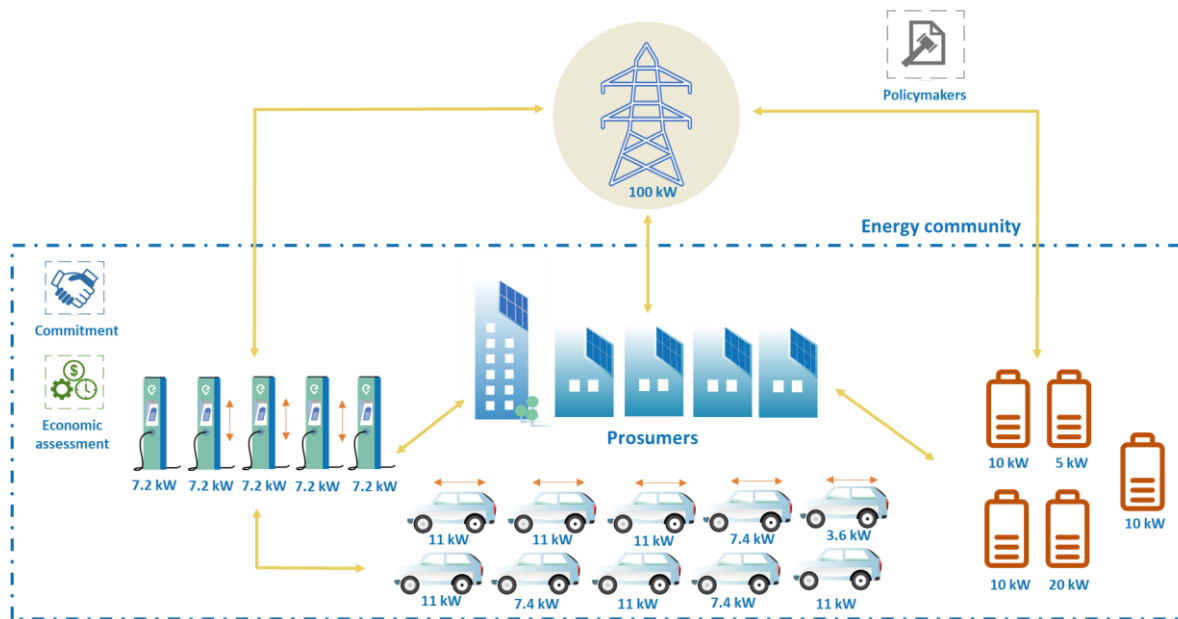 Policymakers
100 kW
Energy community
Commitment
$
Economic
assessment
7.2 kW 7.2 kW 7.2 kW 7.2 kW 7.2 kW
Prosumers
10 kW 5 kW
10 kW
10 kW 20 kW
11 kW 11 kW 11 kW 7.4 kW 3.6 kW
11 kW 7.4 kW 11 kW 7.4 kW 11 kW